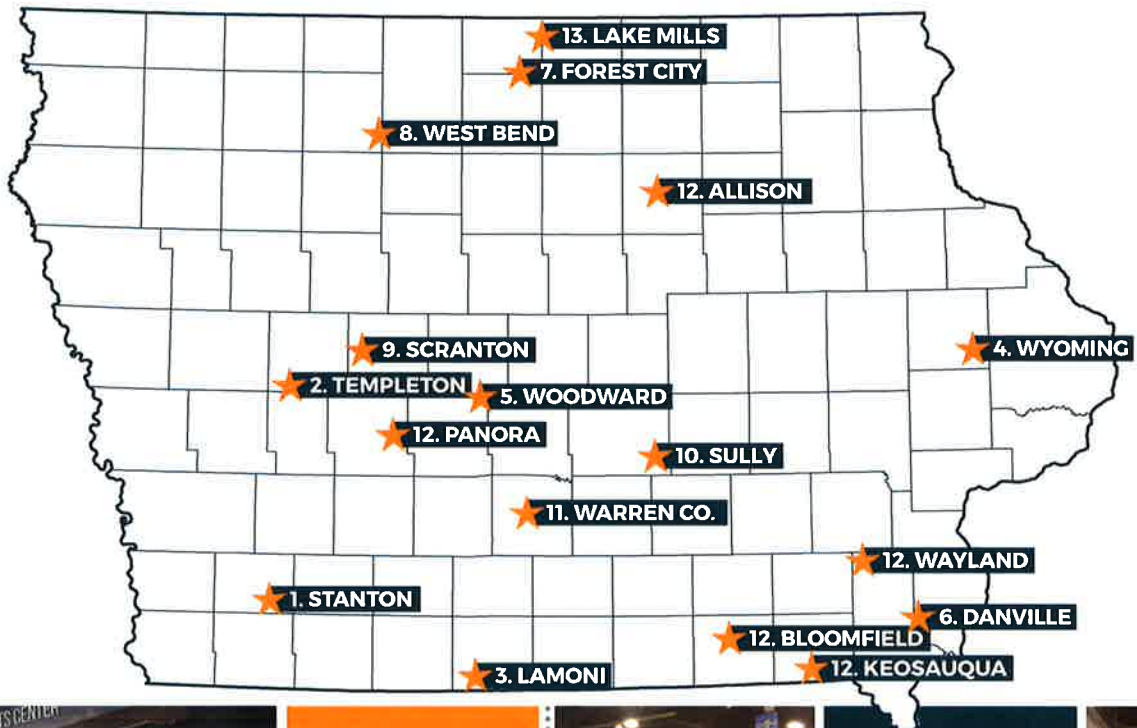 13. LAKE MILLS
7. FOREST CITY
8. WEST BEND
12. ALLISON
9. SCRANTON
4. WYOMING
2. TEMPLETON
5. WOODWARD
12. PANORA
10. SULLY
11. WARREN CO.
12. WAYLAND
1. STANTON
6. DANVILLE
12. BLOOMFIELD
12. KEOSAUQUA
3. LAMONI
CENTER